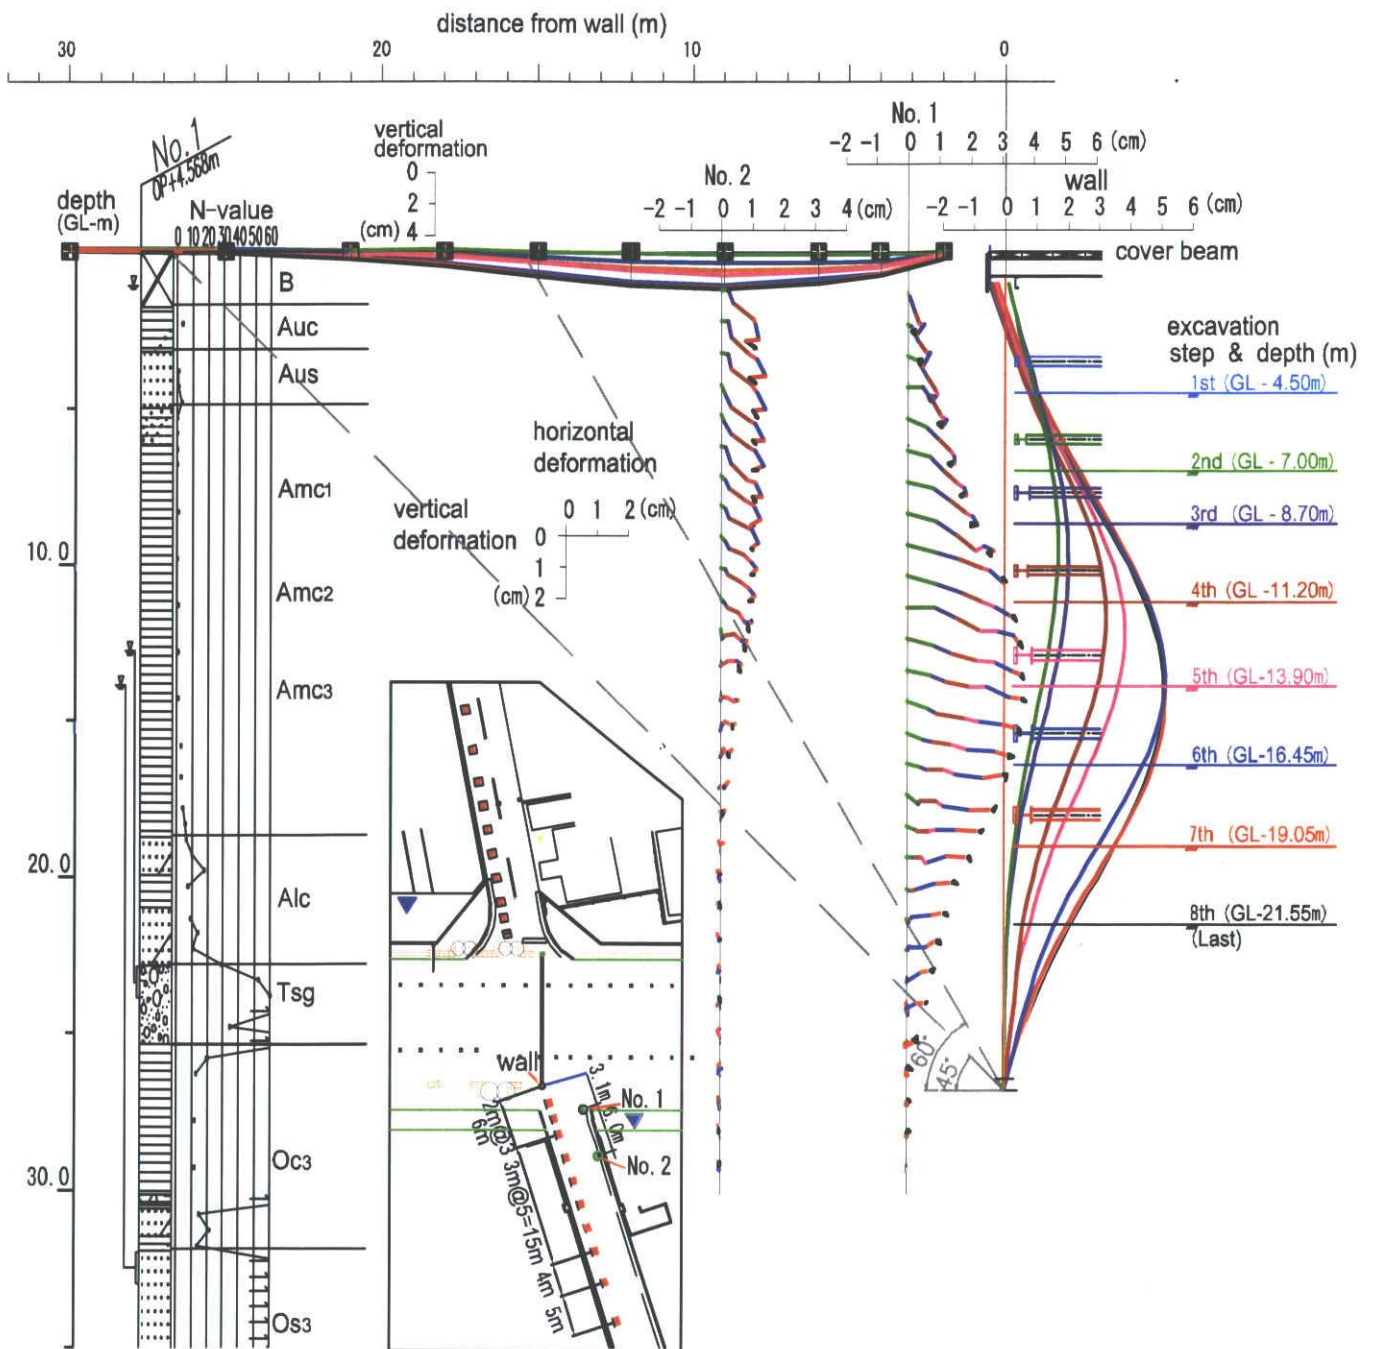 distance from wall (m)
30
20
10
0
No. 1
-2 -1 0 1 2 3 4 5 6 (cm)
No. 1
OP+4.568m
vertical
deformation
0
2
(cm) 4
No. 2
-2 -1 0 1 2 3 4 (cm)
wall
-2 -1 0 1 2 3 4 5 6 (cm)
depth
(GL-m)
N-value
0 10 20 30 40 50 60
cover beam
B
Auc
Aus
Amc1
Amc2
Amc3
Alc
Tsg
Oc3
Os3
10.0
20.0
30.0
horizontal
deformation
0 1 2 (cm)
vertical
deformation
0
1
(cm) 2
excavation
step & depth (m)
1st (GL - 4.50m)
2nd (GL - 7.00m)
3rd (GL - 8.70m)
4th (GL -11.20m)
5th (GL-13.90m)
6th (GL-16.45m)
7th (GL-19.05m)
8th (GL-21.55m)
(Last)
60°
45°
wall
3.1m
6.0m
No. 1
No. 2
2m@3
6m
3m@5=15m
4m
5m